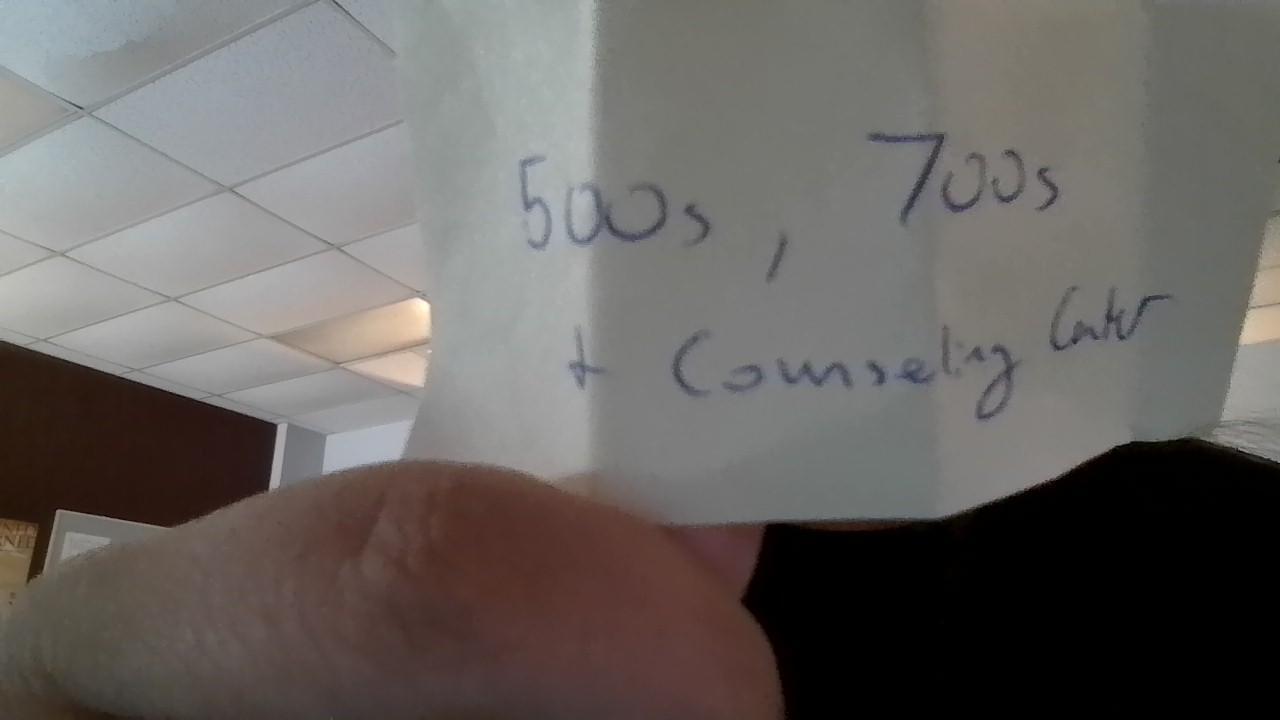 500s, 700s
+ Counseling Center